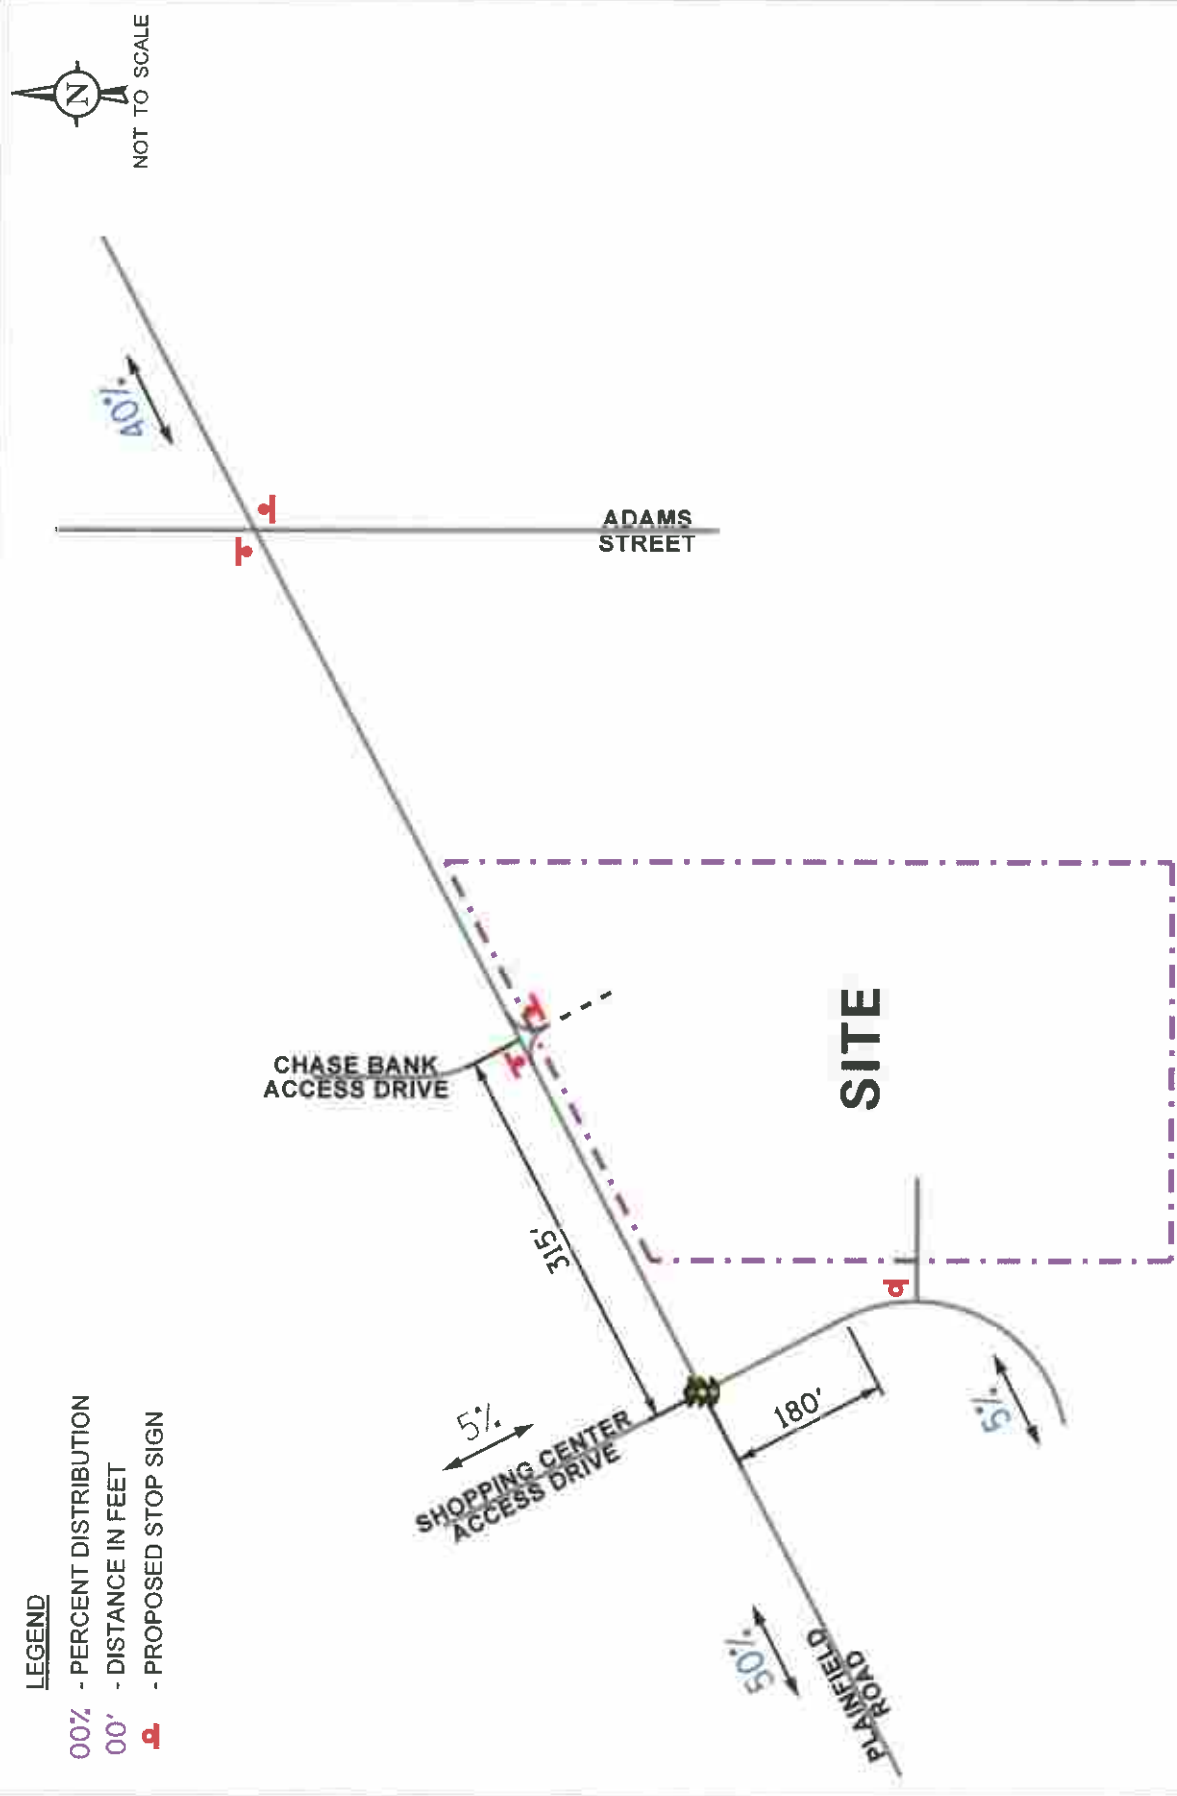 LEGEND
00% - PERCENT DISTRIBUTION
00' - DISTANCE IN FEET
- PROPOSED STOP SIGN
N
NOT TO SCALE
40%
ADAMS
STREET
CHASE BANK
ACCESS DRIVE
315'
5%
SHOPPING CENTER
ACCESS DRIVE
180'
SITE
5%
50%
PLAINFIELD
ROAD